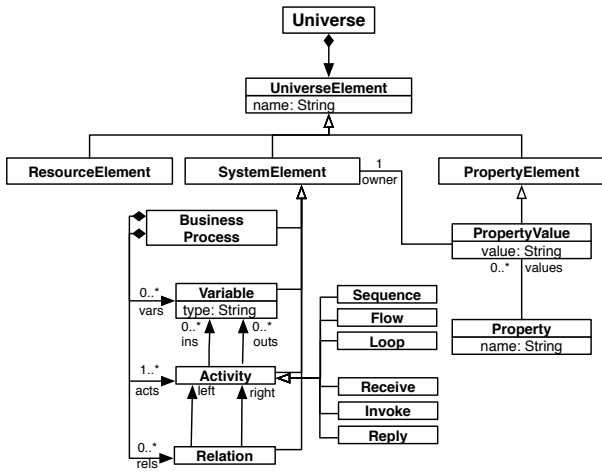 Universe
UniverseElement
name: String
ResourceElement
SystemElement
1
owner
PropertyElement
Business
Process
PropertyValue
value: String
0..*
values
0..*
vars
Variable
type: String
0..*
ins
0..*
outs
Sequence
Flow
Loop
Property
name: String
1..*
acts
Activity
left
right
Receive
Invoke
Reply
0..*
rels
Relation